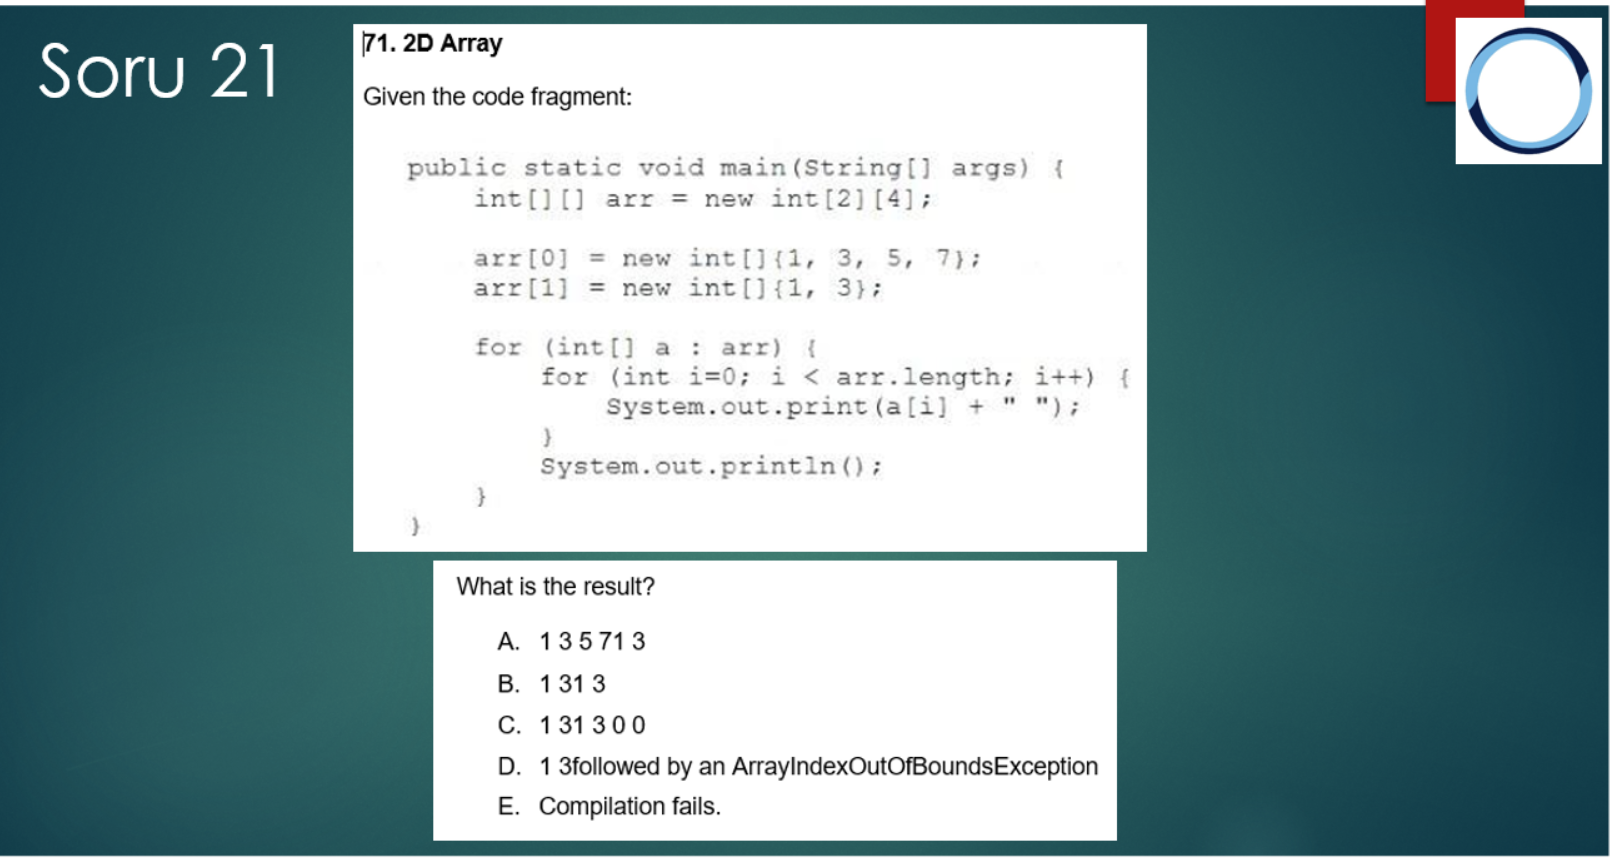 Soru 21
71. 2D Array
Given the code fragment:
public static void main(String[] args) {
int[][] arr = new int[2][4];
arr[0] = new int[]{1, 3, 5, 7};
arr[1] = new int[]{1, 3};
for (int[] a : arr) {
for (int i=0; i < arr.length; i++) {
System.out.print(a[i] + " ");
}
System.out.println();
}
}
What is the result?
A. 1 3 5 71 3
B. 1 31 3
C. 1 31 3 0 0
D. 1 3followed by an ArrayIndexOutOfBoundsException
E. Compilation fails.